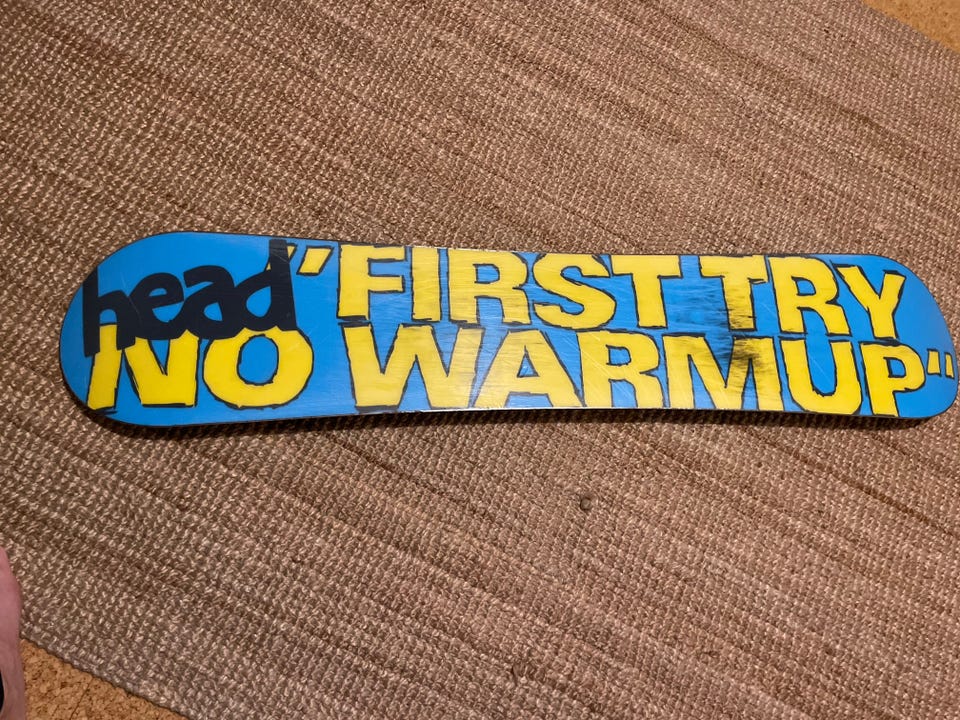 head
"FIRST TRY
NO WARMUP"